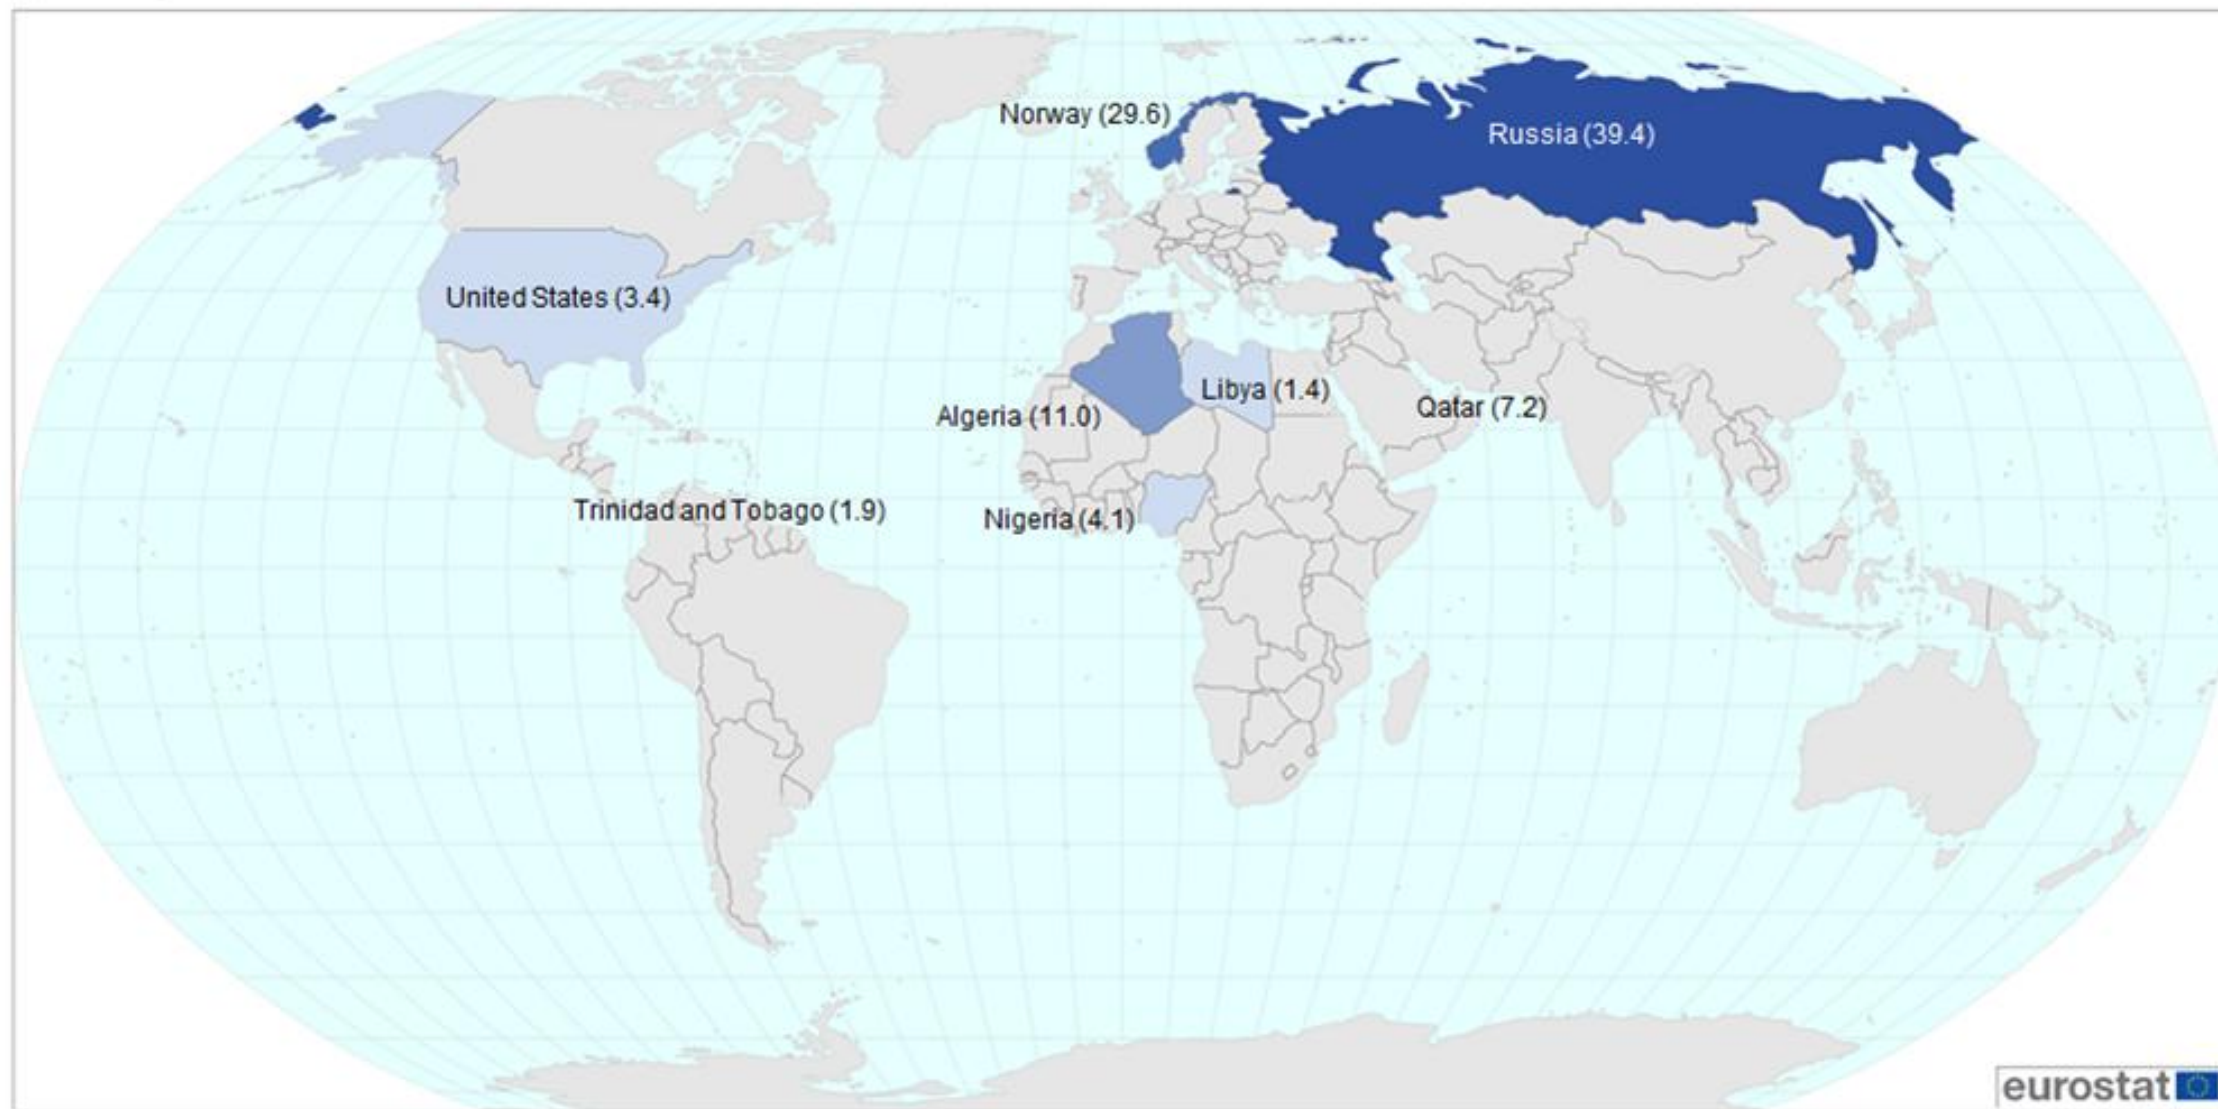 Norway (29.6)
Russia (39.4)
United States (3.4)
Libya (1.4)
Algeria (11.0)
Qatar (7.2)
Trinidad and Tobago (1.9)
Nigeria (4.1)
eurostat